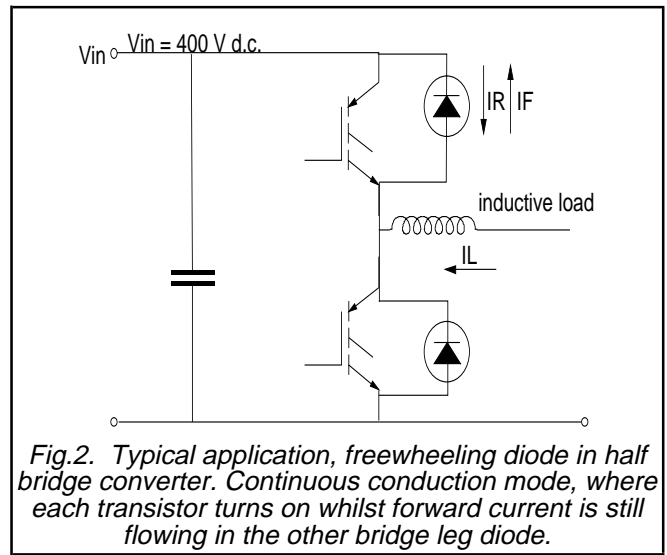 Vin Vin = 400 V d.c.
IR IF
inductive load
IL
Fig.2. Typical application, freewheeling diode in half
bridge converter. Continuous conduction mode, where
each transistor turns on whilst forward current is still
flowing in the other bridge leg diode.